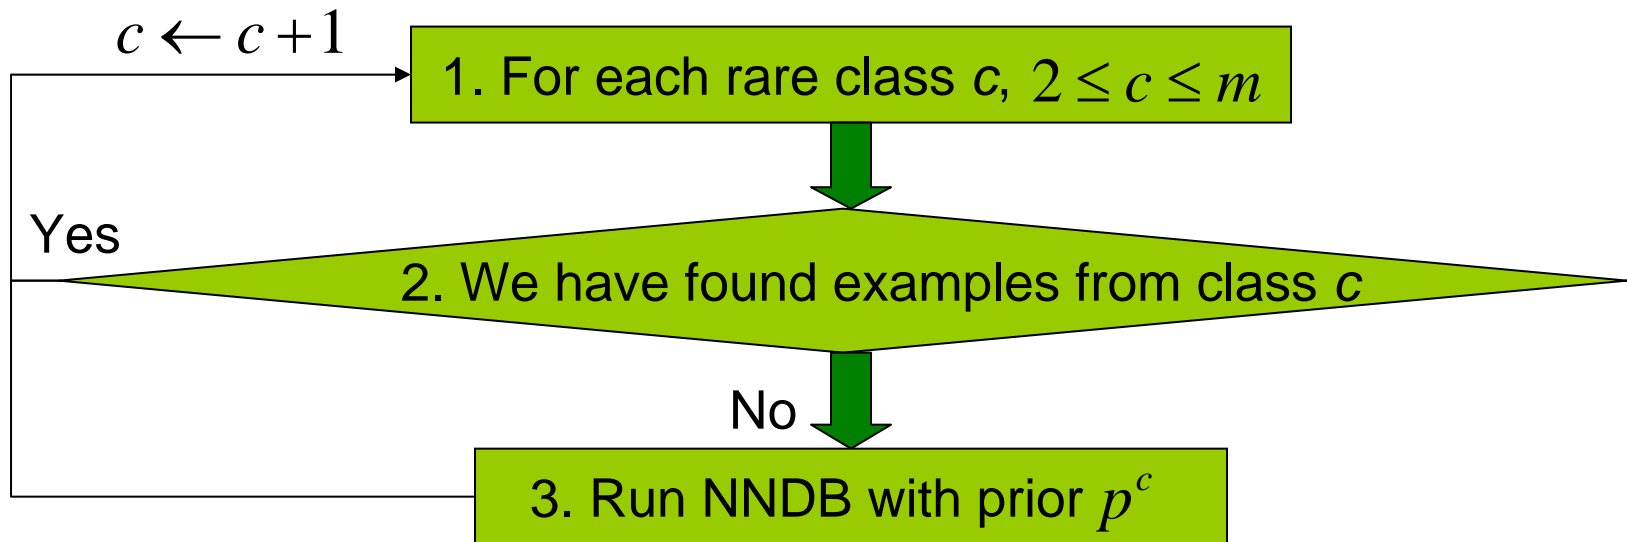 c ← c + 1
1. For each rare class c, 2 ≤ c ≤ m
Yes
2. We have found examples from class c
No
3. Run NNDB with prior p^c